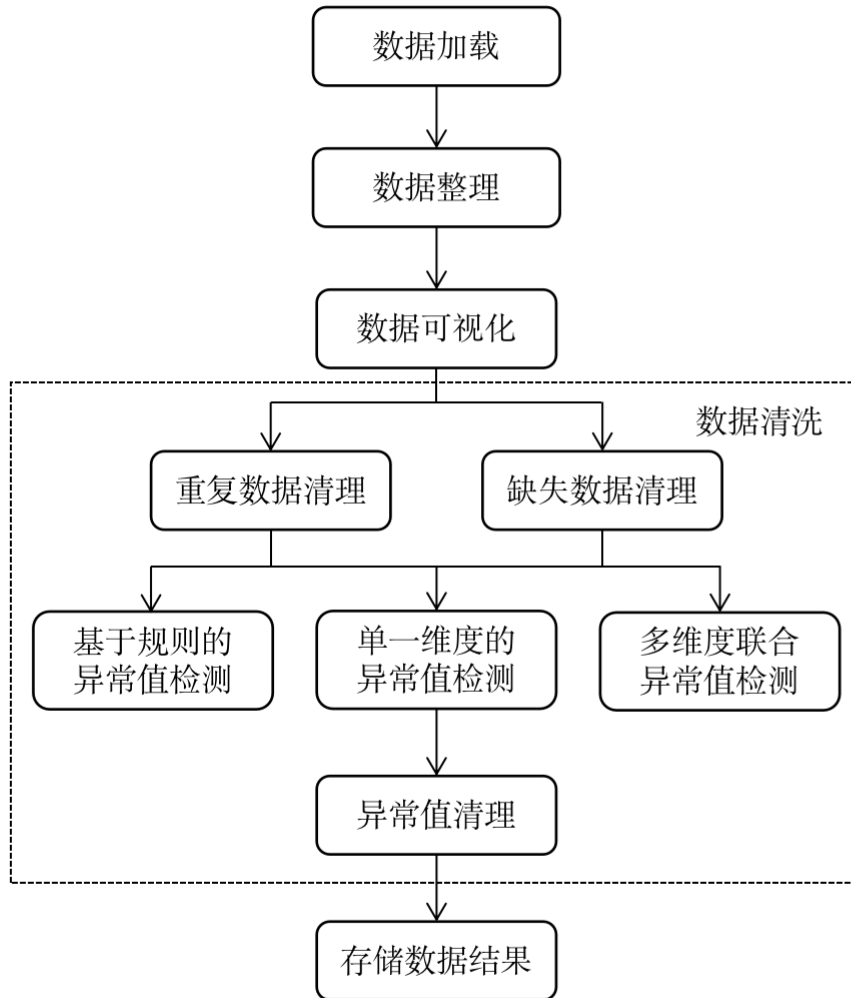 数据加载
数据整理
数据可视化
数据清洗
重复数据清理
缺失数据清理
基于规则的
异常值检测
单一维度的
异常值检测
多维度联合
异常值检测
异常值清理
存储数据结果